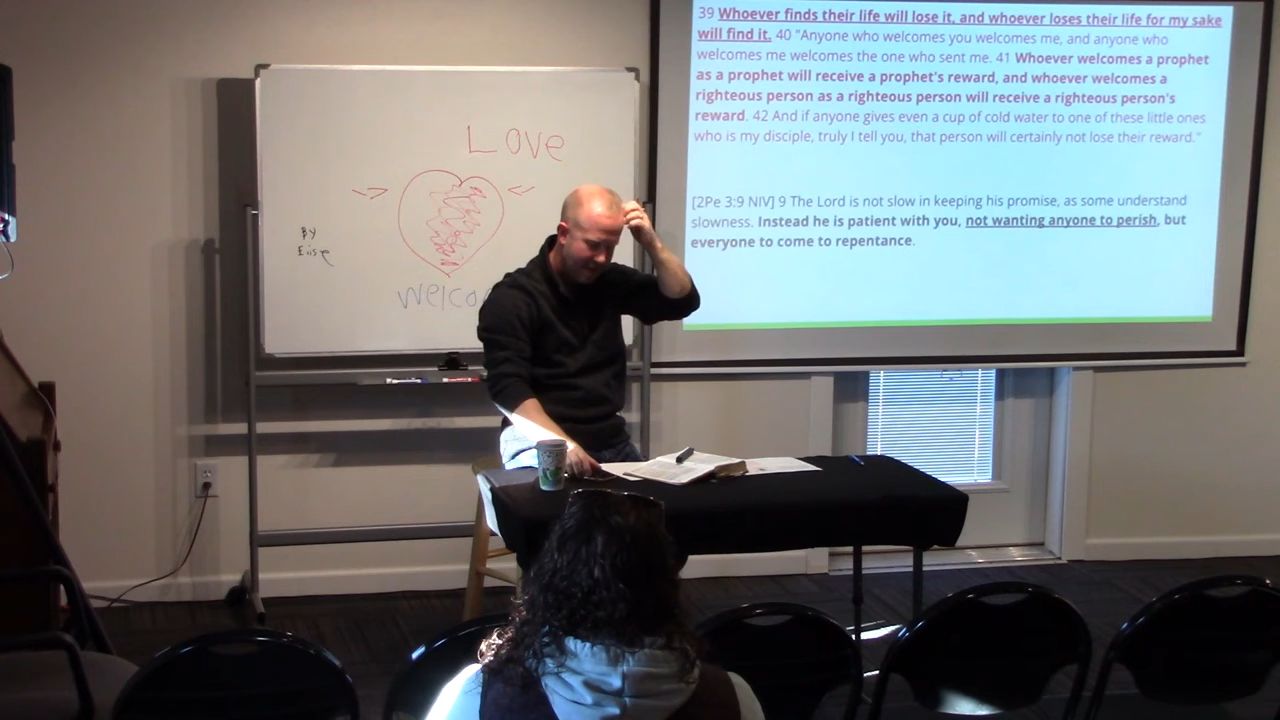 39 Whoever finds their life will lose it, and whoever loses their life for my sake
will find it. 40 "Anyone who welcomes you welcomes me, and anyone who
welcomes me welcomes the one who sent me. 41 Whoever welcomes a prophet
as a prophet will receive a prophet's reward, and whoever welcomes a
righteous person as a righteous person will receive a righteous person's
reward. 42 And if anyone gives even a cup of cold water to one of these little ones
who is my disciple, truly I tell you, that person will certainly not lose their reward."
[2Pe 3:9 NIV] 9 The Lord is not slow in keeping his promise, as some understand
slowness. Instead he is patient with you, not wanting anyone to perish, but
everyone to come to repentance.
Love
By
welco